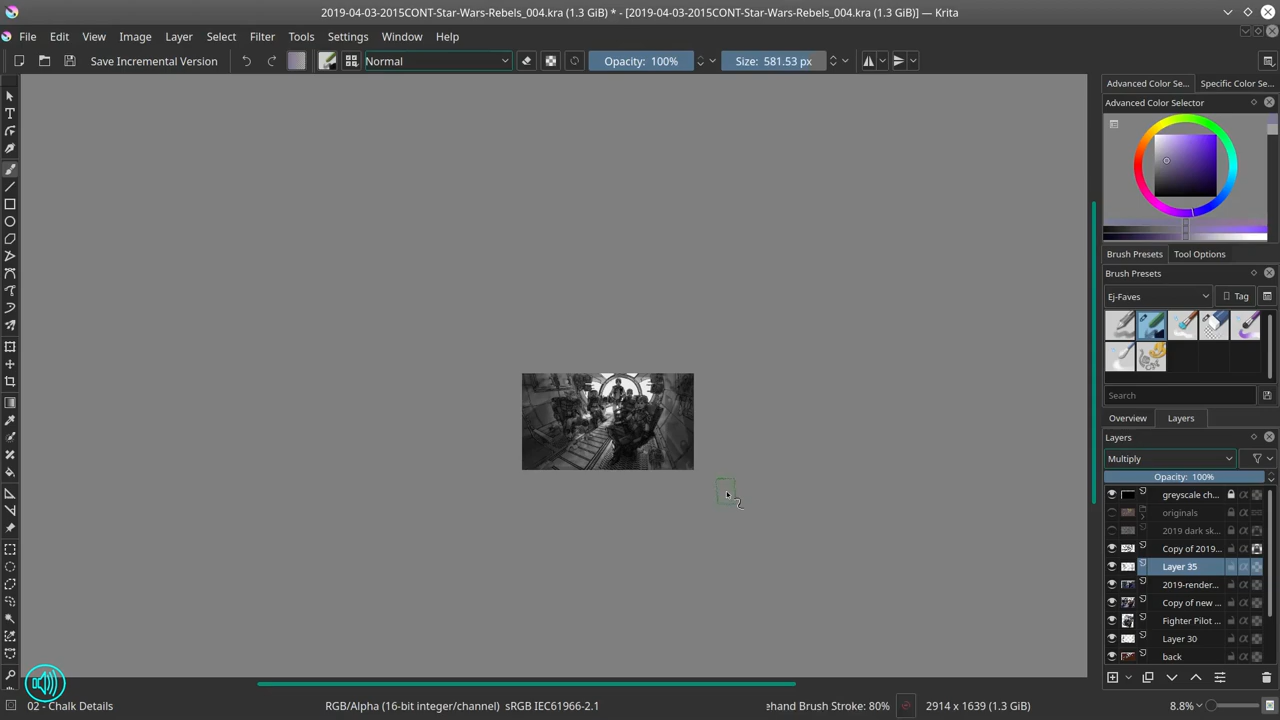 2019-04-03-2015CONT-Star-Wars-Rebels_004.kra (1.3 GiB) * - [2019-04-03-2015CONT-Star-Wars-Rebels_004.kra (1.3 GiB)] — Krita
File Edit View Image Layer Select Filter Tools Settings Window Help
Save Incremental Version Normal Opacity: 100% Size: 581.53 px
Advanced Color Se... Specific Color Se...
Advanced Color Selector
Brush Presets Tool Options
Brush Presets
Ej-Faves Tag
Search
Overview Layers
Layers
Multiply
Opacity: 100%
greyscale ch...
originals
2019 dark sk...
Copy of 2019...
Layer 35
2019-render...
Copy of new ...
Fighter Pilot ...
Layer 30
back
02 - Chalk Details RGB/Alpha (16-bit integer/channel) sRGB IEC61966-2.1 ehand Brush Stroke: 80% 2914 x 1639 (1.3 GiB) 8.8%